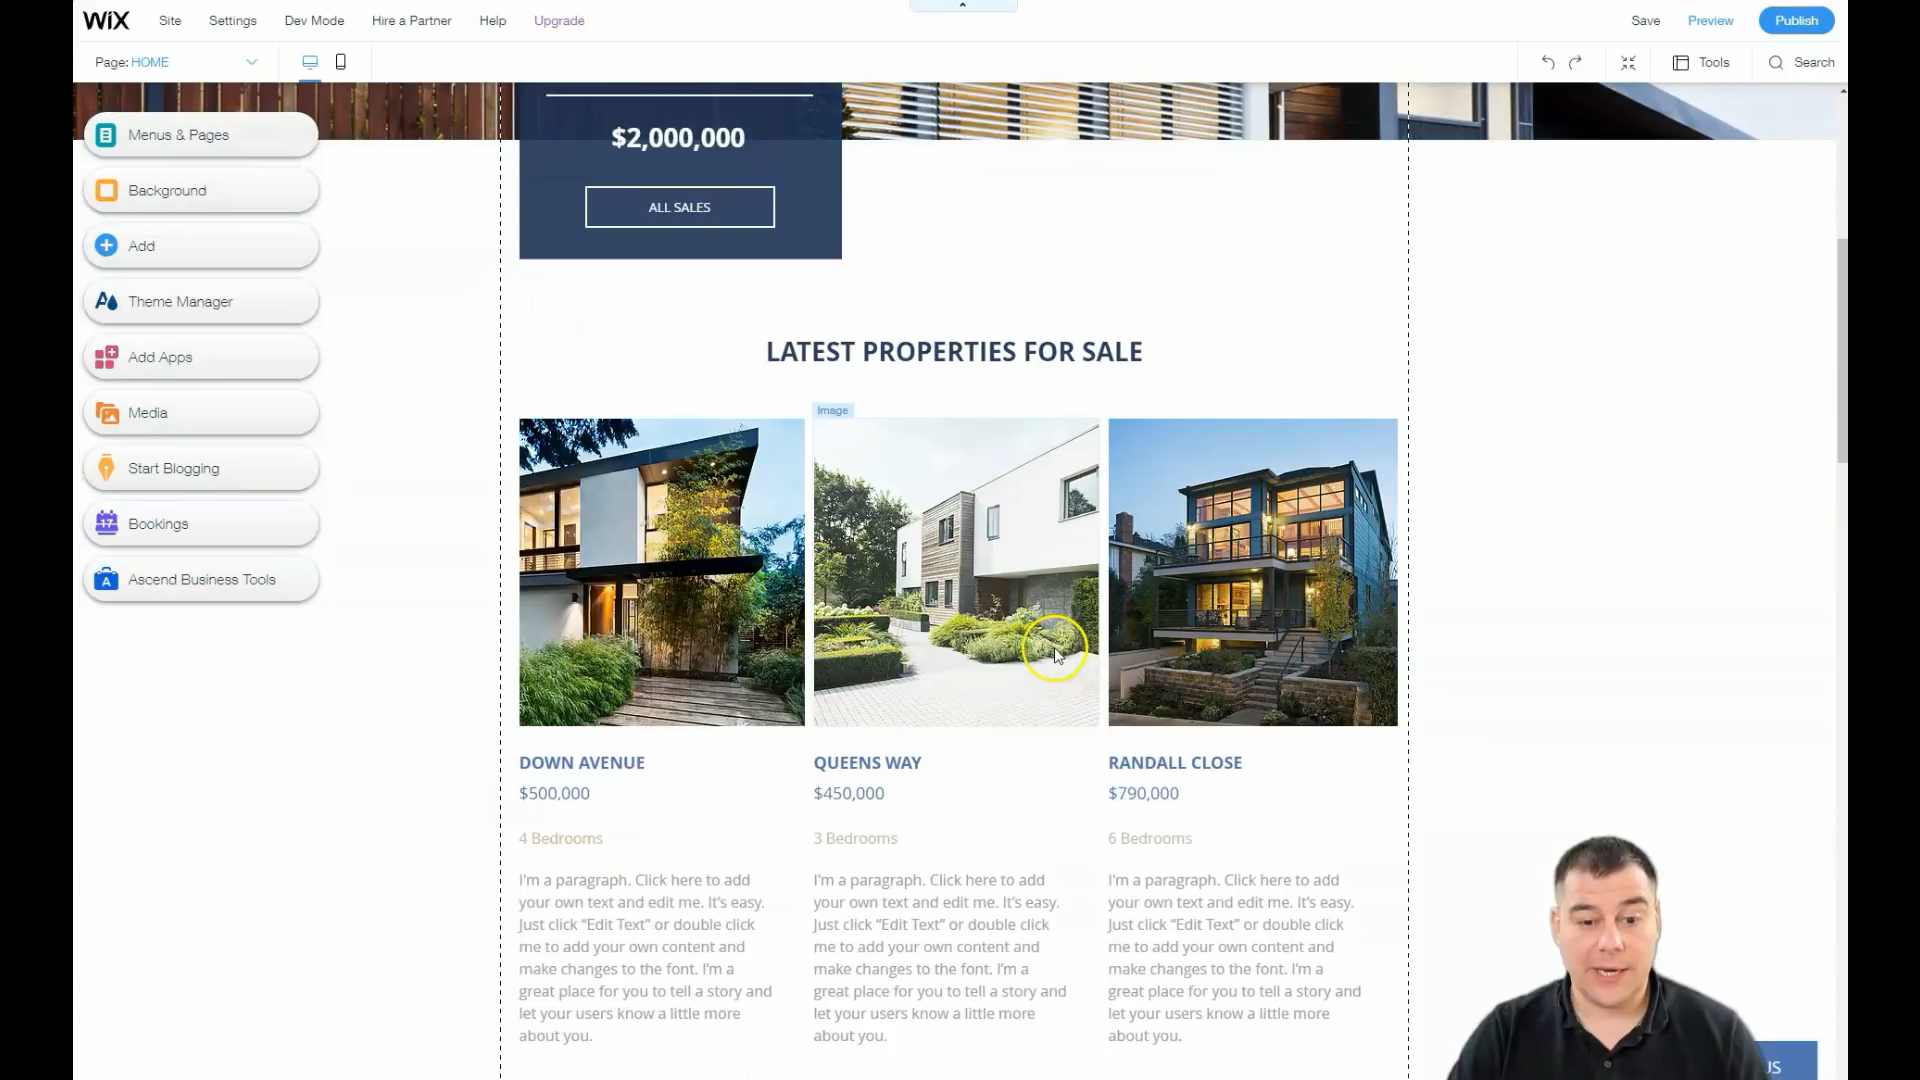 WiX
Site
Settings
Dev Mode
Hire a Partner
Help
Upgrade
Save
Preview
Publish
Page: HOME
Tools
Search
Menus & Pages
Background
Add
Theme Manager
Add Apps
Media
Start Blogging
17
Bookings
A
Ascend Business Tools
$2,000,000
ALL SALES
LATEST PROPERTIES FOR SALE
Image
DOWN AVENUE
$500,000
4 Bedrooms
I'm a paragraph. Click here to add
your own text and edit me. It's easy.
Just click “Edit Text” or double click
me to add your own content and
make changes to the font. I'm a
great place for you to tell a story and
let your users know a little more
about you.
QUEENS WAY
$450,000
3 Bedrooms
I'm a paragraph. Click here to add
your own text and edit me. It's easy.
Just click “Edit Text” or double click
me to add your own content and
make changes to the font. I'm a
great place for you to tell a story and
let your users know a little more
about you.
RANDALL CLOSE
$790,000
6 Bedrooms
I'm a paragraph. Click here to add
your own text and edit me. It's easy.
Just click “Edit Text” or double click
me to add your own content and
make changes to the font. I'm a
great place for you to tell a story and
let your users know a little more
about you.